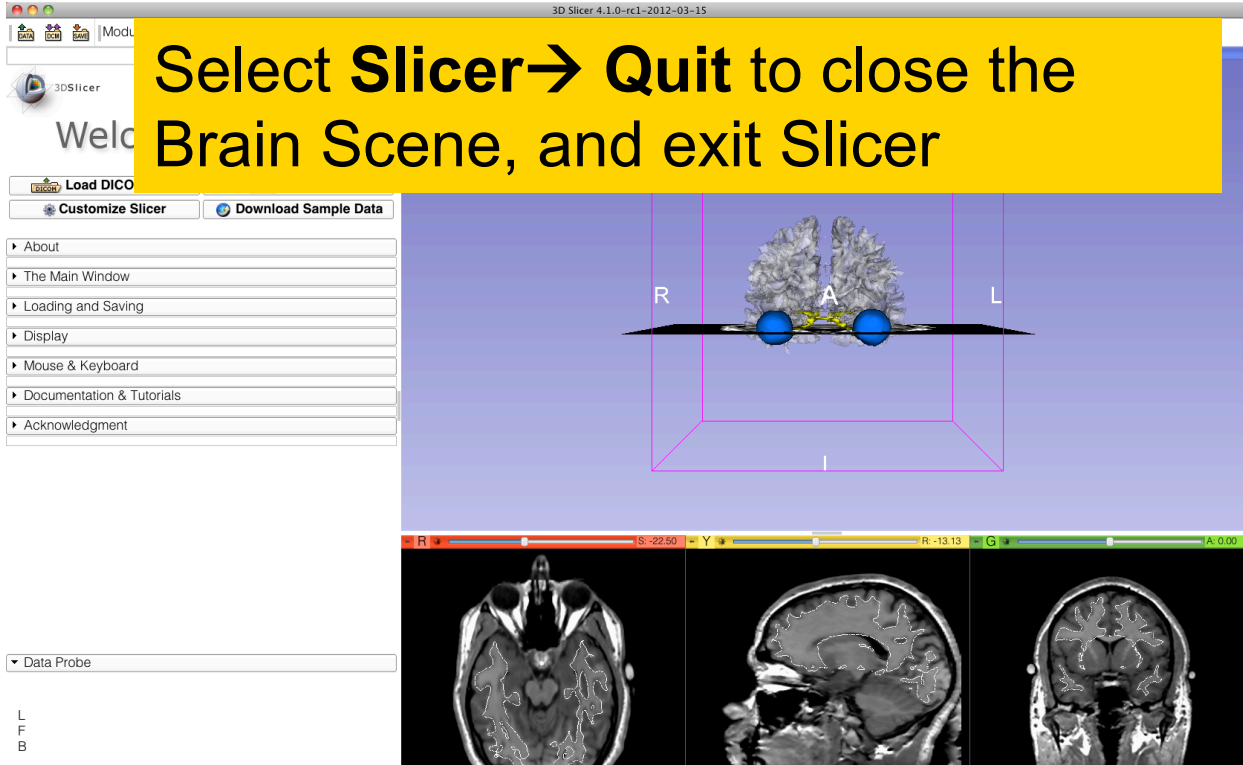 3D Slicer 4.1.0-rc1-2012-03-15
DATA DCM SAVE Modu
Select Slicer→ Quit to close the
Brain Scene, and exit Slicer
3DSlicer
Welc
DICOM Load DICO
Customize Slicer Download Sample Data
About
The Main Window
Loading and Saving
Display
Mouse & Keyboard
Documentation & Tutorials
Acknowledgment
R A L
I
R S: -22.50 Y R: -13.13 G A: 0.00
Data Probe
L
F
B